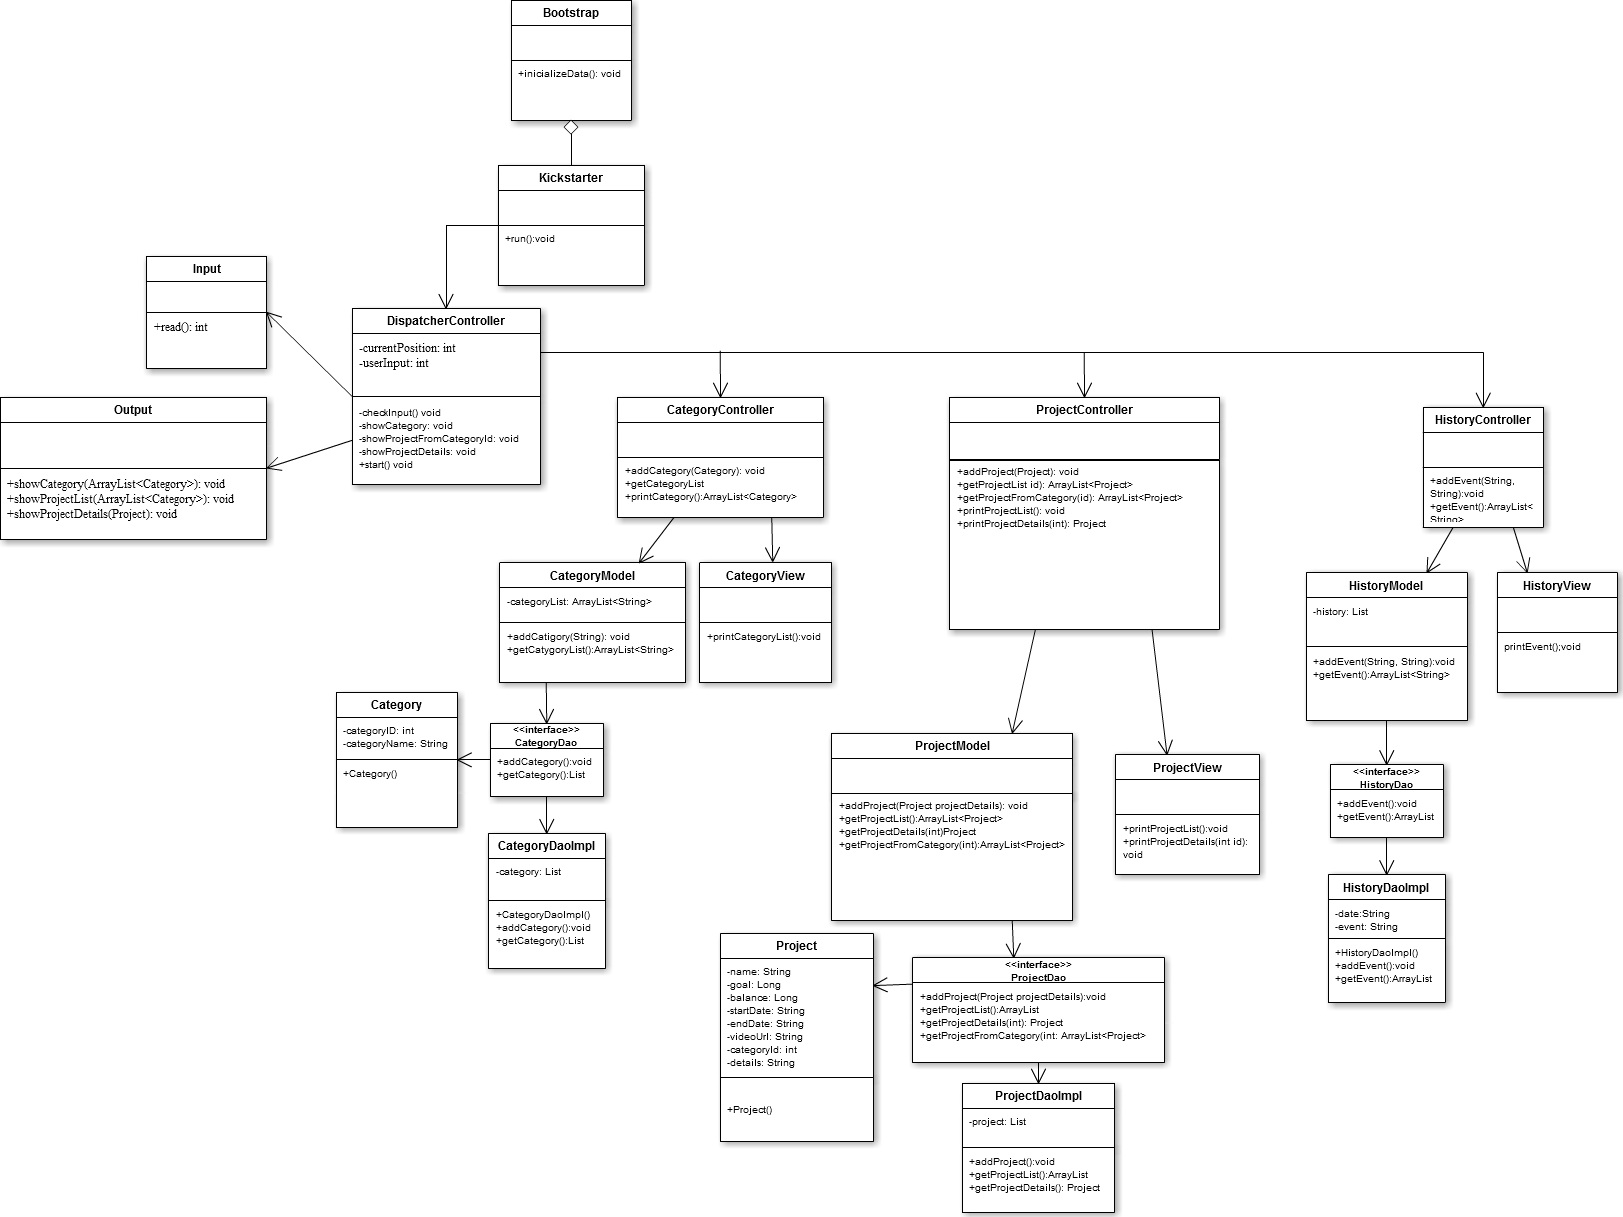 Bootstrap
+inicializeData(): void
Kickstarter
+run():void
Input
+read(): int
DispatcherController
-currentPosition: int
-userInput: int
-checkInput() void
-showCategory: void
-showProjectFromCategoryId: void
-showProjectDetails: void
+start() void
Output
+showCategory(ArrayList<Category>): void
+showProjectList(ArrayList<Category>): void
+showProjectDetails(Project): void
CategoryController
+addCategory(Category): void
+getCategoryList
+printCategory():ArrayList<Category>
ProjectController
+addProject(Project): void
+getProjectList id): ArrayList<Project>
+getProjectFromCategory(id): ArrayList<Project>
+printProjectList(): void
+printProjectDetails(int): Project
HistoryController
+addEvent(String,
String):void
+getEvent():ArrayList<
String>
CategoryModel
-categoryList: ArrayList<String>
+addCatigory(String): void
+getCatygoryList():ArrayList<String>
CategoryView
+printCategoryList():void
HistoryModel
-history: List
+addEvent(String, String):void
+getEvent():ArrayList<String>
HistoryView
printEvent();void
Category
-categoryID: int
-categoryName: String
+Category()
<<interface>>
CategoryDao
+addCategory():void
+getCategory():List
CategoryDaoImpl
-category: List
+CategoryDaoImpl()
+addCategory():void
+getCategory():List
ProjectModel
+addProject(Project projectDetails): void
+getProjectList():ArrayList<Project>
+getProjectDetails(int)Project
+getProjectFromCategory(int):ArrayList<Project>
ProjectView
+printProjectList():void
+printProjectDetails(int id):
void
<<interface>>
HistoryDao
+addEvent():void
+getEvent():ArrayList
HistoryDaoImpl
-date:String
-event: String
+HistoryDaoImpl()
+addEvent():void
+getEvent():ArrayList
Project
-name: String
-goal: Long
-balance: Long
-startDate: String
-endDate: String
-videoUrl: String
-categoryId: int
-details: String
+Project()
<<interface>>
ProjectDao
+addProject(Project projectDetails):void
+getProjectList():ArrayList
+getProjectDetails(int): Project
+getProjectFromCategory(int: ArrayList<Project>
ProjectDaoImpl
-project: List
+addProject():void
+getProjectList():ArrayList
+getProjectDetails(): Project